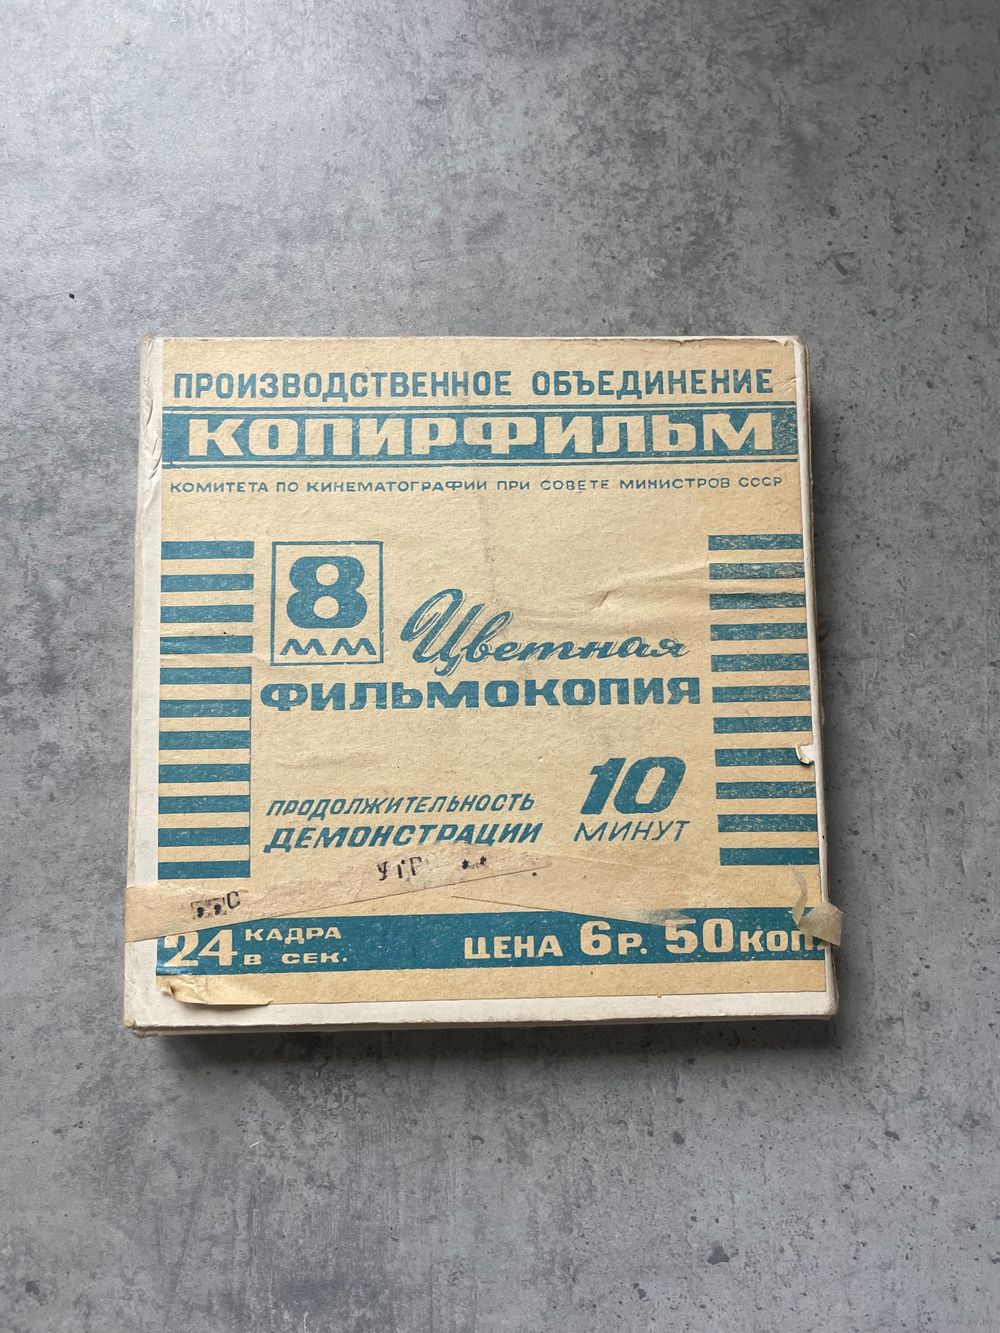 ПРОИЗВОДСТВЕННОЕ ОБЪЕДИНЕНИЕ
КОПИРФИЛЬМ
КОМИТЕТА ПО КИНЕМАТОГРАФИИ ПРИ СОВЕТЕ МИНИСТРОВ СССР
8
ММ
Цветная
ФИЛЬМОКОПИЯ
ПРОДОЛЖИТЕЛЬНОСТЬ
ДЕМОНСТРАЦИИ
10
МИНУТ
24 КАДРА
В СЕК.
ЦЕНА 6Р. 50КОП.